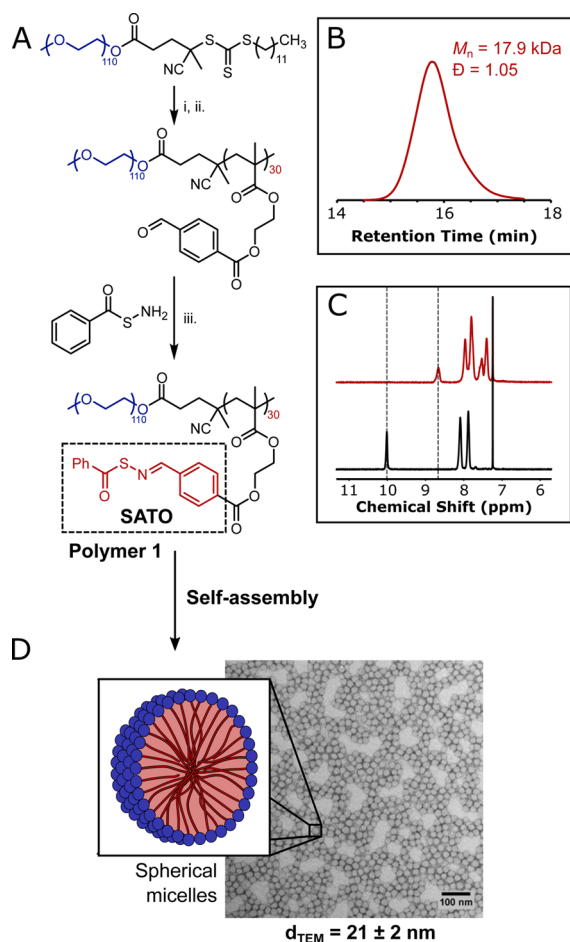 A
O
O
110
O
S
S
CH3
11
NC
S
i, ii.
O
O
110
O
30
NC
O
O
O
O
O
O
S
NH2
iii.
O
O
110
O
30
NC
O
O
Ph
S
N
O
O
O
SATO
Polymer 1
Self-assembly
B
Mn = 17.9 kDa
Đ = 1.05
14 16 18
Retention Time (min)
C
11 10 9 8 7 6
Chemical Shift (ppm)
D
Spherical
micelles
100 nm
dTEM = 21 ± 2 nm